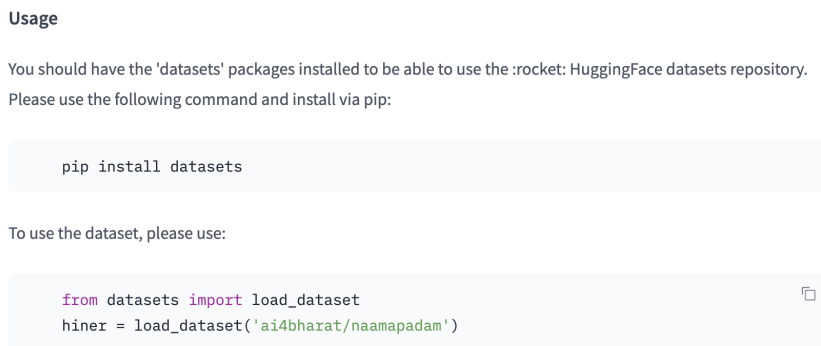 Usage
You should have the 'datasets' packages installed to be able to use the :rocket: HuggingFace datasets repository.
Please use the following command and install via pip:
pip install datasets
To use the dataset, please use:
from datasets import load_dataset
hiner = load_dataset('ai4bharat/naamapadam')